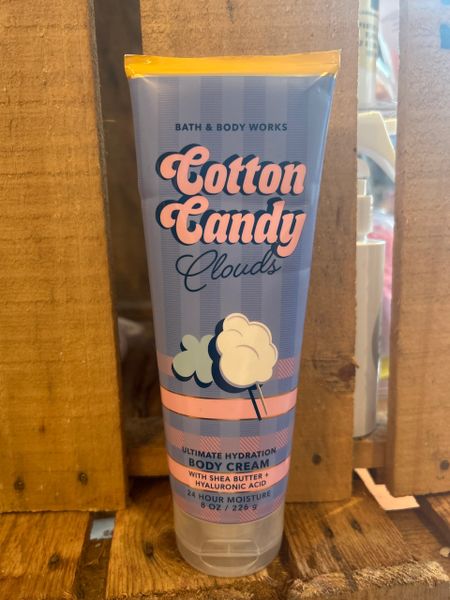 BATH & BODY WORKS
Cotton
Candy
Clouds
ULTIMATE HYDRATION
BODY CREAM
WITH SHEA BUTTER +
HYALURONIC ACID
24 HOUR MOISTURE
8 OZ / 226 g